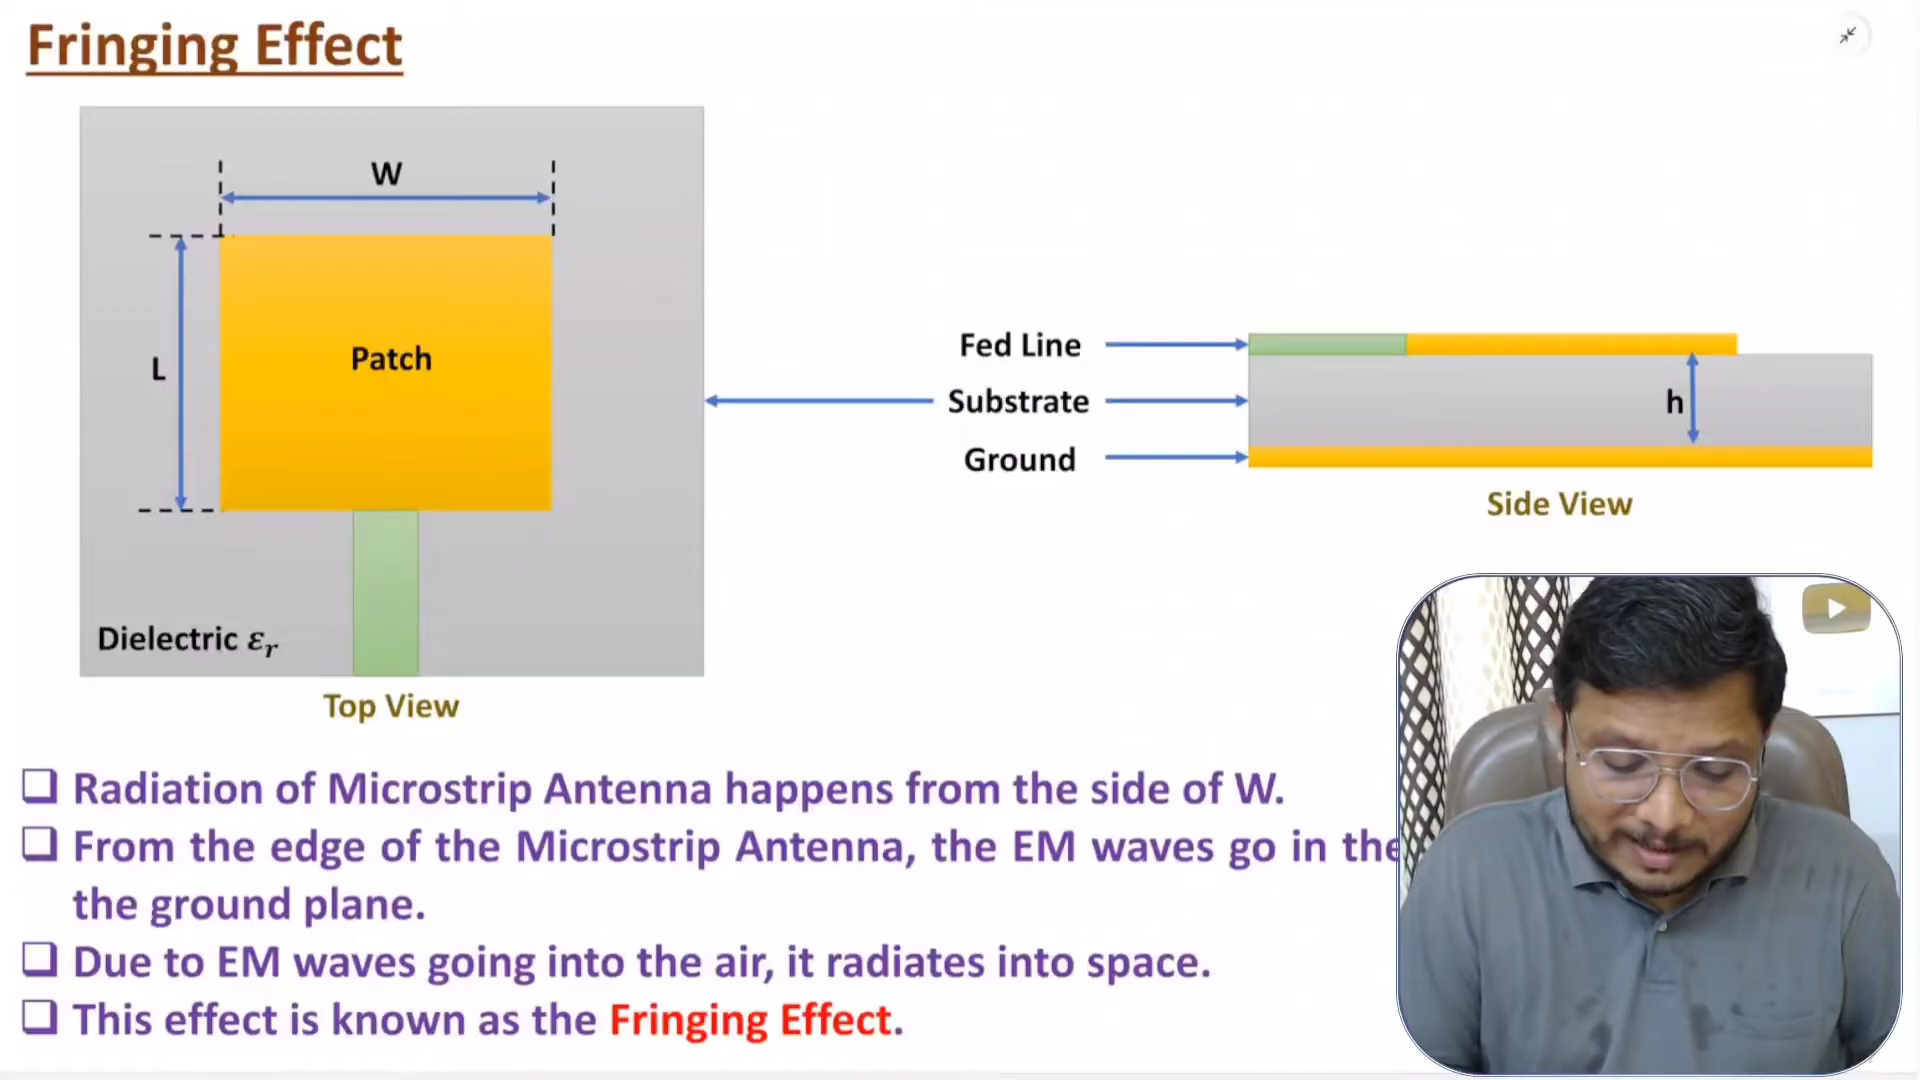 Fringing Effect
W
L
Patch
Dielectric εr
Top View
Fed Line
Substrate
Ground
h
Side View
Radiation of Microstrip Antenna happens from the side of W.
From the edge of the Microstrip Antenna, the EM waves go in the
the ground plane.
Due to EM waves going into the air, it radiates into space.
This effect is known as the Fringing Effect.